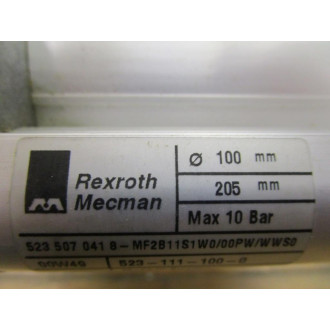 Rexroth
Mecman
Ø 100 mm
205 mm
Max 10 Bar
523 507 041 8-MF2B11S1W0/00PW/WWS0
523-111-100-0